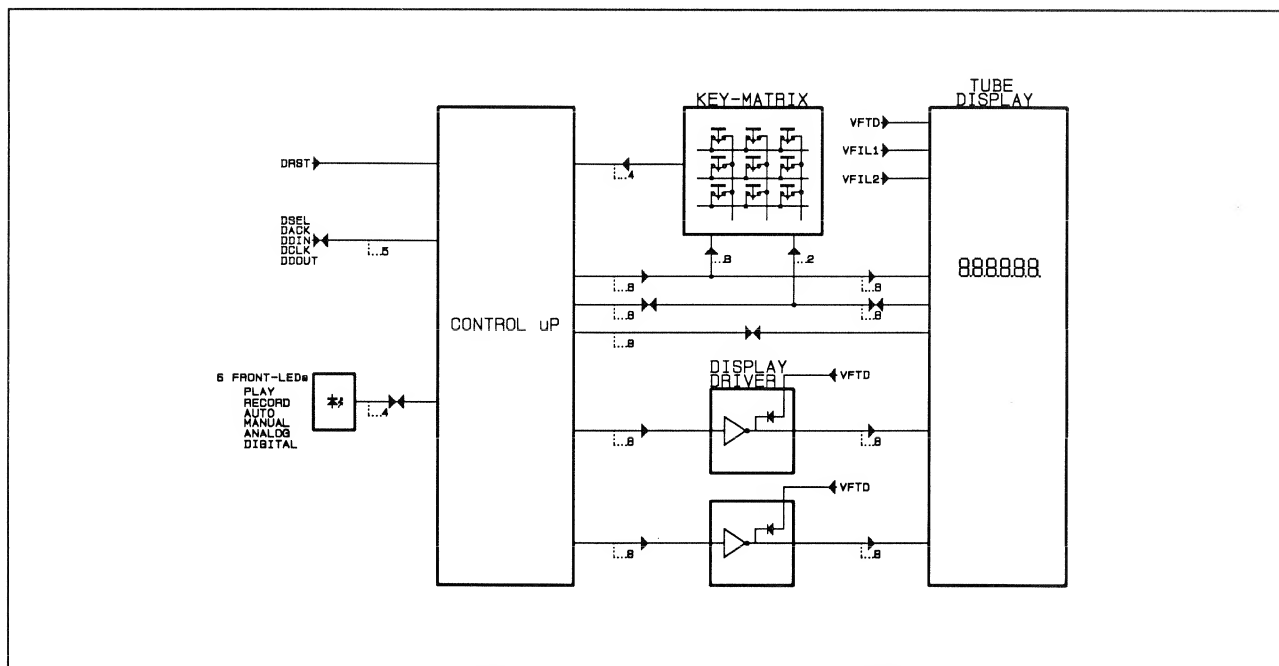 TUBE
DISPLAY
KEY-MATRIX
VFTD
DRST
VFIL1
...4
VFIL2
DSEL
DACK
DDIN
DCLK
DDOUT
...5
...8
...2
888888.
...8
...8
...8
...8
CONTROL uP
...8
DISPLAY
DRIVER
VFTD
6 FRONT-LEDs
PLAY
RECORD
AUTO
MANUAL
ANALOG
DIGITAL
...4
...8
...8
VFTD
...8
...8